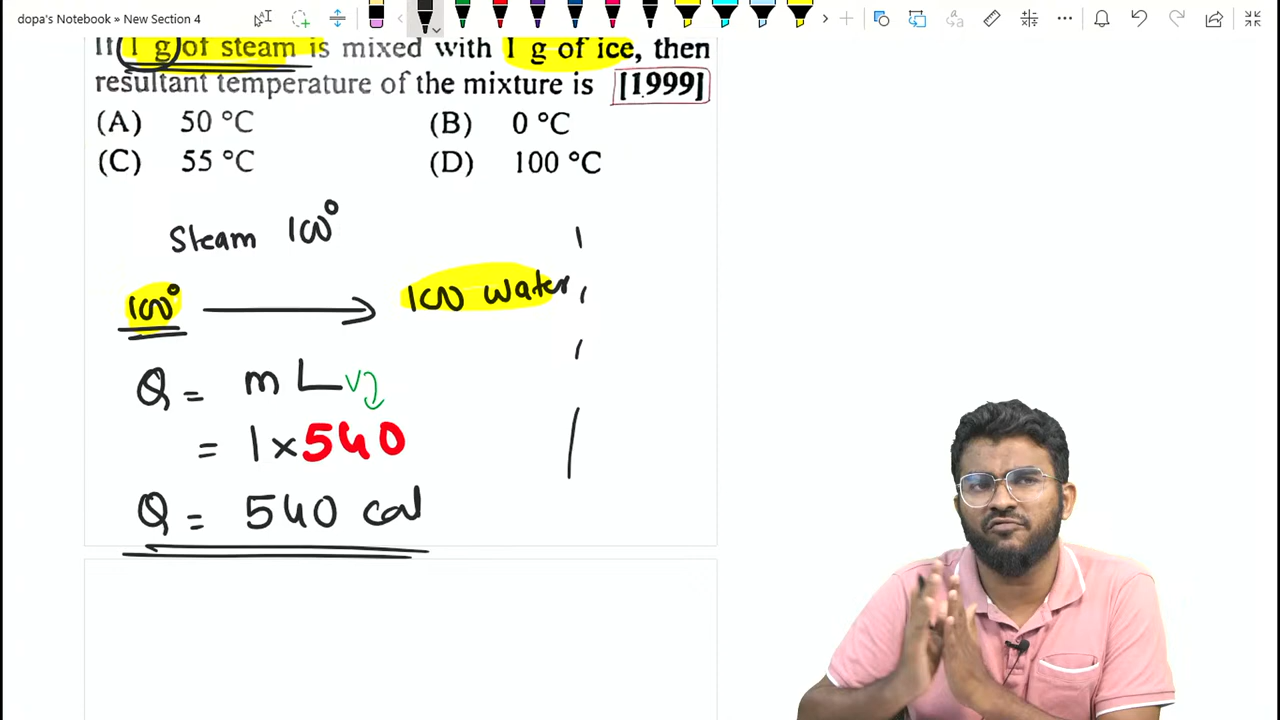 dopa's Notebook » New Section 4
If 1 g of steam is mixed with 1 g of ice, then
resultant temperature of the mixture is [1999]
(A) 50 °C (B) 0 °C
(C) 55 °C (D) 100 °C
Steam 100°
100° → 100 water
Q = m Lv
= 1 × 540
Q = 540 cal